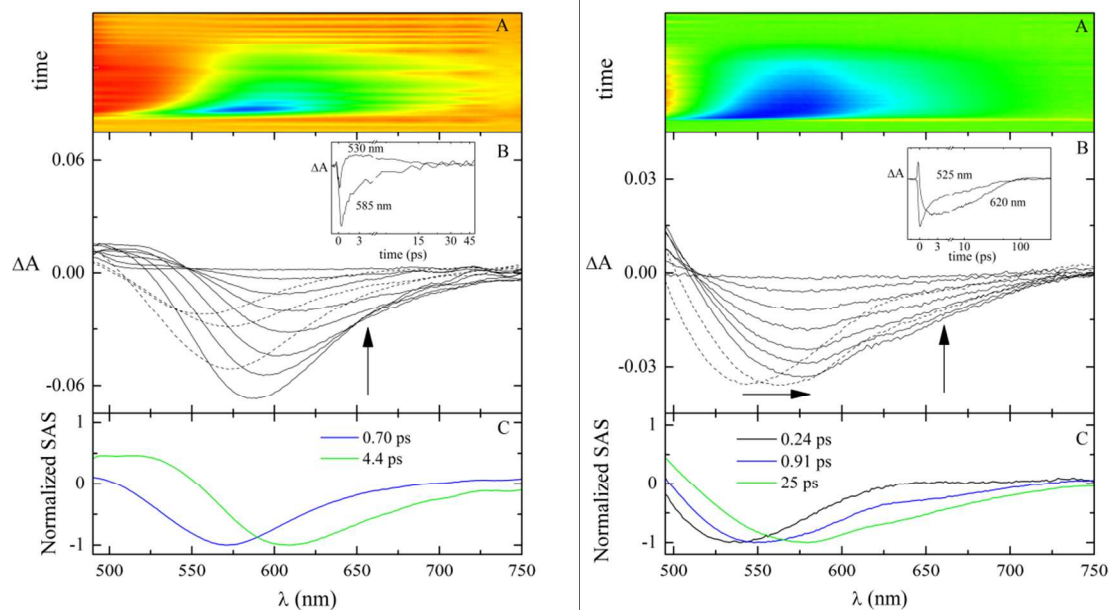 A
time
B
0.06
0.00
-0.06
ΔA
530 nm
585 nm
ΔA
0 3 15 30 45
time (ps)
C
1
0
-1
Normalized SAS
0.70 ps
4.4 ps
500 550 600 650 700 750
λ (nm)
A
time
B
0.03
0.00
-0.03
ΔA
525 nm
620 nm
ΔA
0 3 10 100
time (ps)
C
1
0
-1
Normalized SAS
0.24 ps
0.91 ps
25 ps
500 550 600 650 700 750
λ (nm)